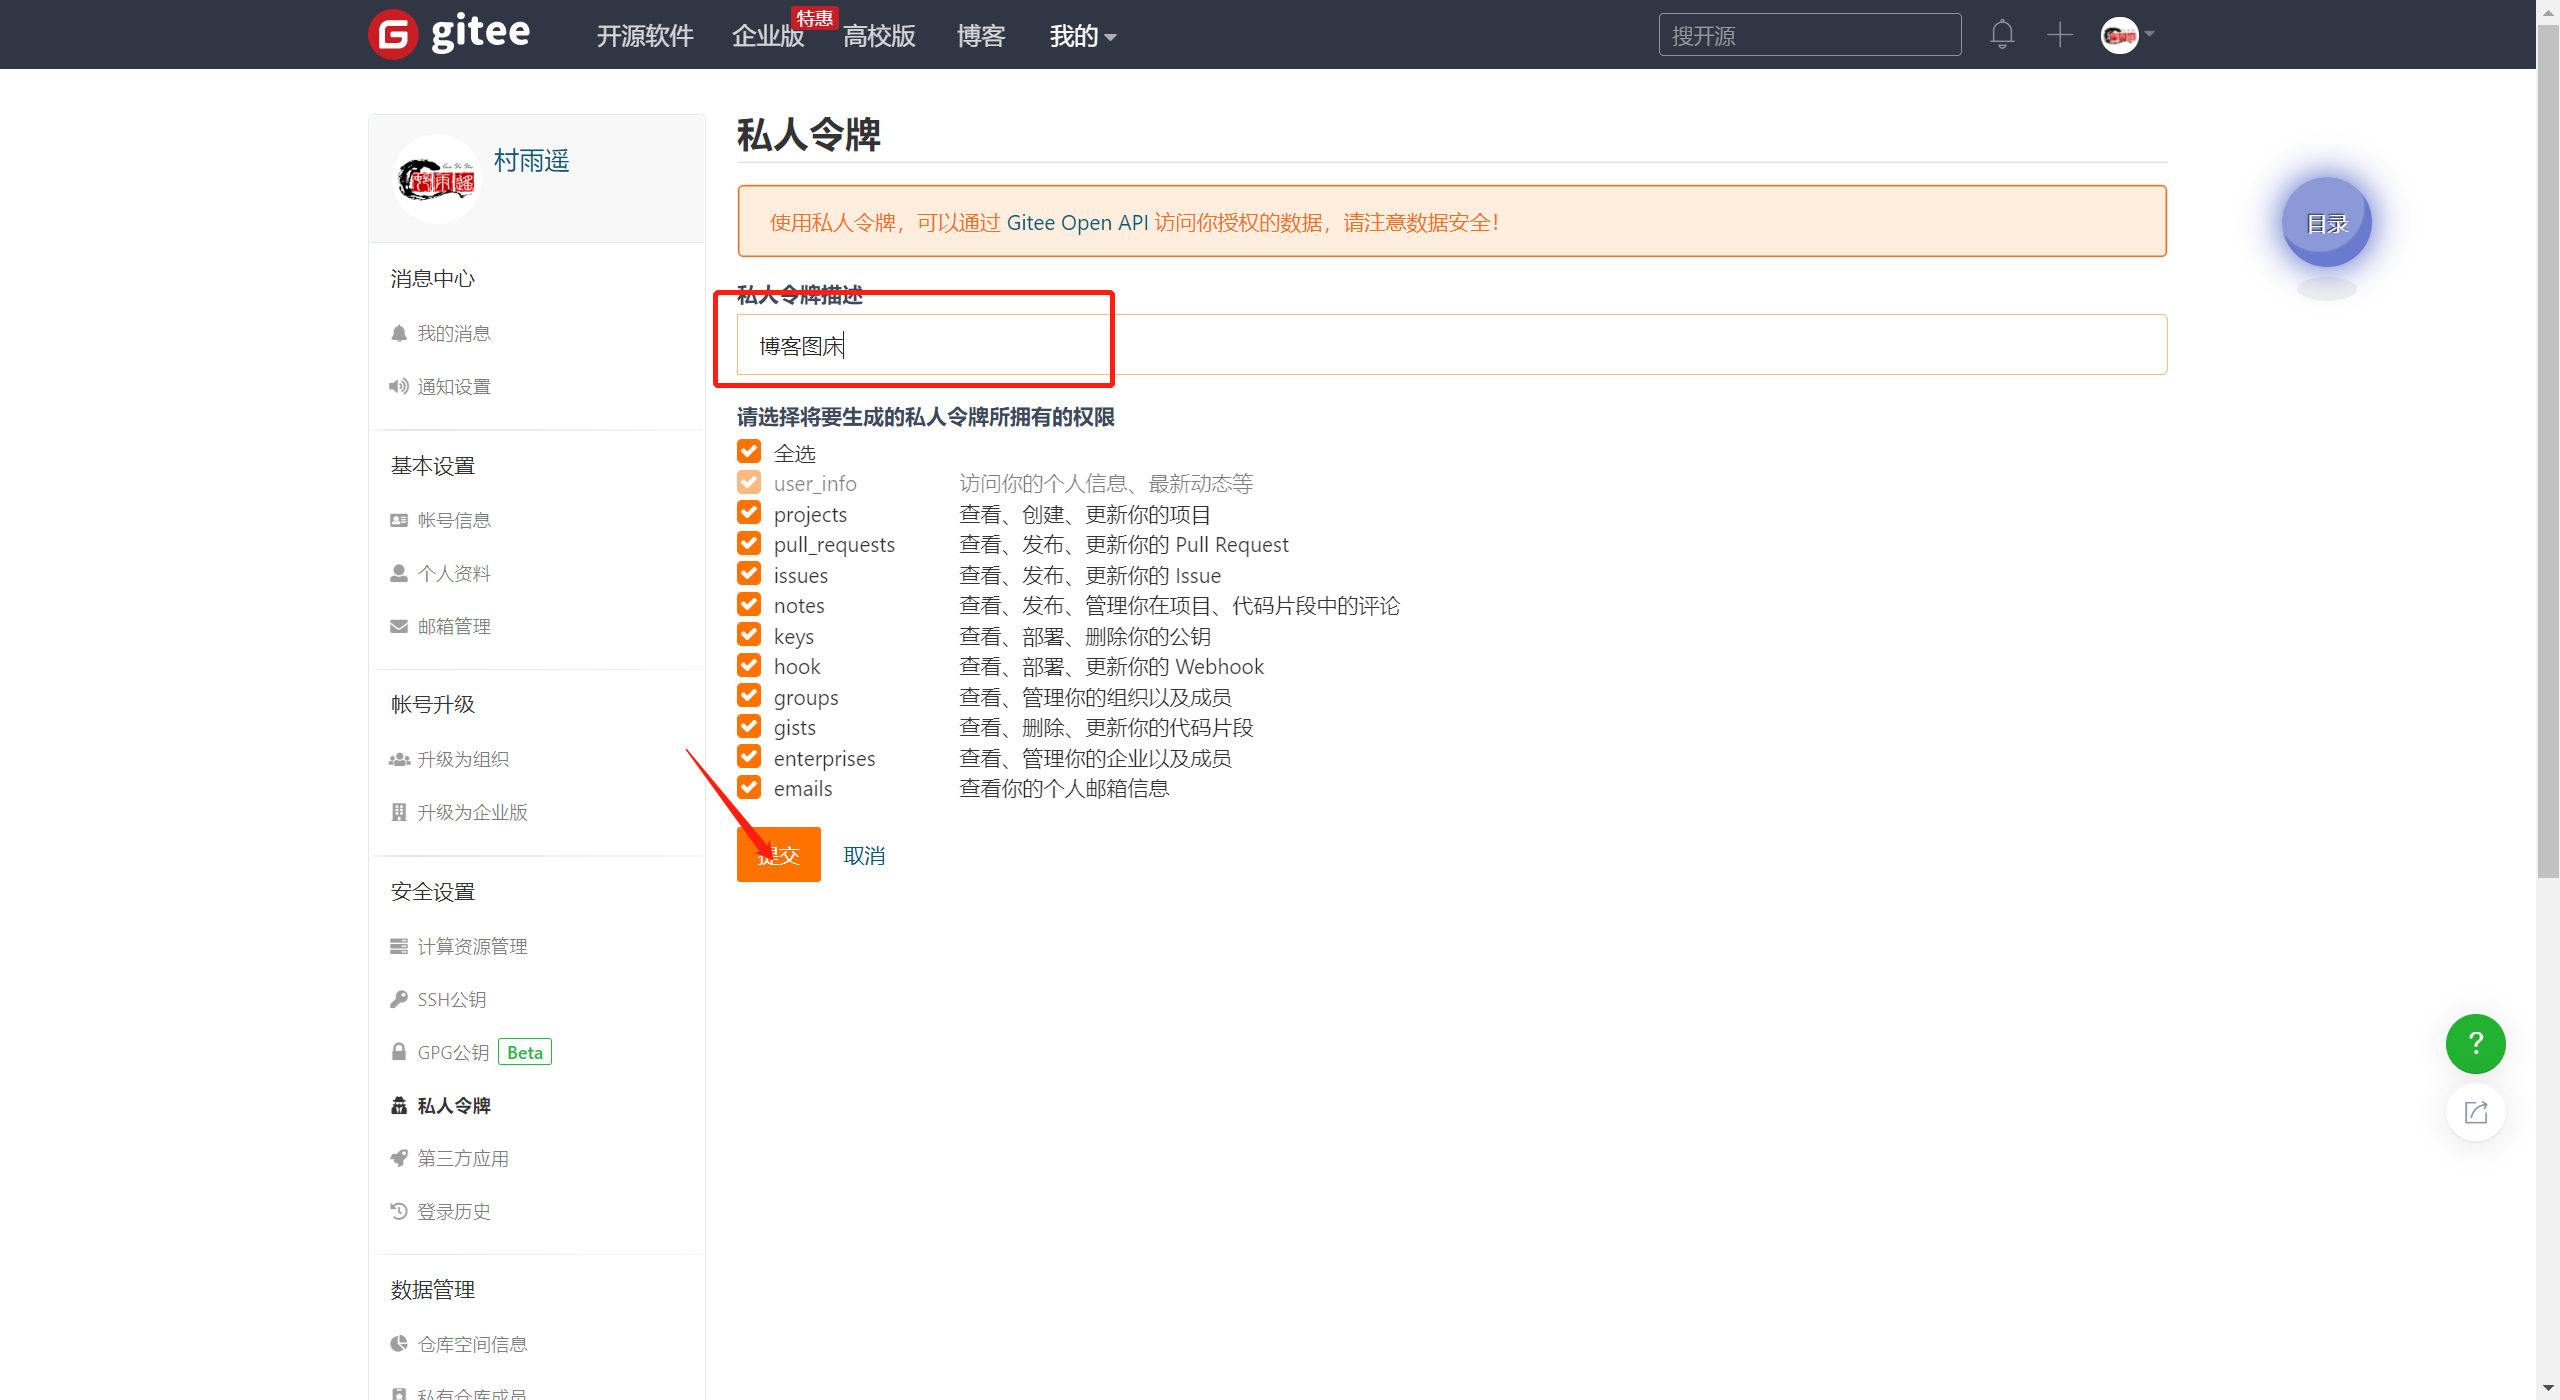 gitee 开源软件 企业版 特惠 高校版 博客 我的 搜开源
村雨遥
消息中心
我的消息
通知设置
基本设置
帐号信息
个人资料
邮箱管理
帐号升级
升级为组织
升级为企业版
安全设置
计算资源管理
SSH公钥
GPG公钥 Beta
私人令牌
第三方应用
登录历史
数据管理
仓库空间信息
私有仓库成员
私人令牌
使用私人令牌，可以通过 Gitee Open API 访问你授权的数据，请注意数据安全！
私人令牌描述
博客图床
请选择将要生成的私人令牌所拥有的权限
全选
user_info 访问你的个人信息、最新动态等
projects 查看、创建、更新你的项目
pull_requests 查看、发布、更新你的 Pull Request
issues 查看、发布、更新你的 Issue
notes 查看、发布、管理你在项目、代码片段中的评论
keys 查看、部署、删除你的公钥
hook 查看、部署、更新你的 Webhook
groups 查看、管理你的组织以及成员
gists 查看、删除、更新你的代码片段
enterprises 查看、管理你的企业以及成员
emails 查看你的个人邮箱信息
提交 取消
目录
?